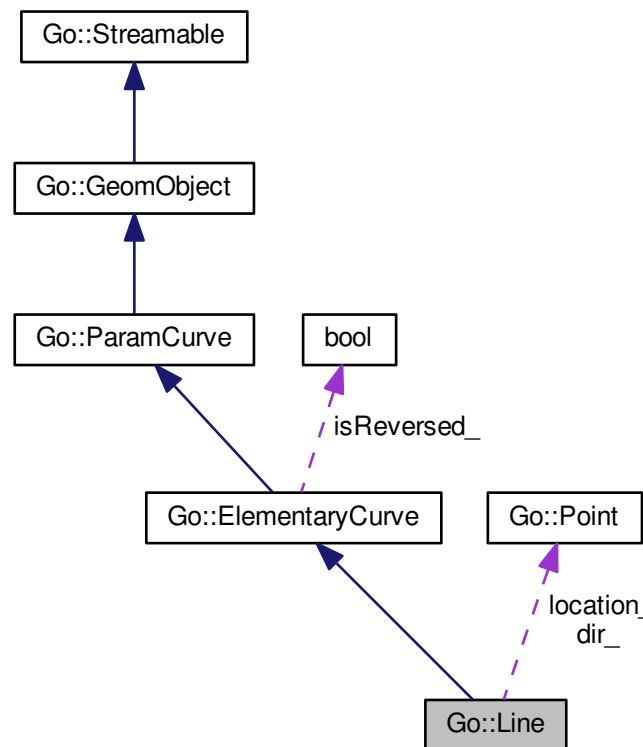 Go::Streamable
Go::GeomObject
Go::ParamCurve
bool
isReversed_
Go::ElementaryCurve
Go::Point
location_
dir_
Go::Line